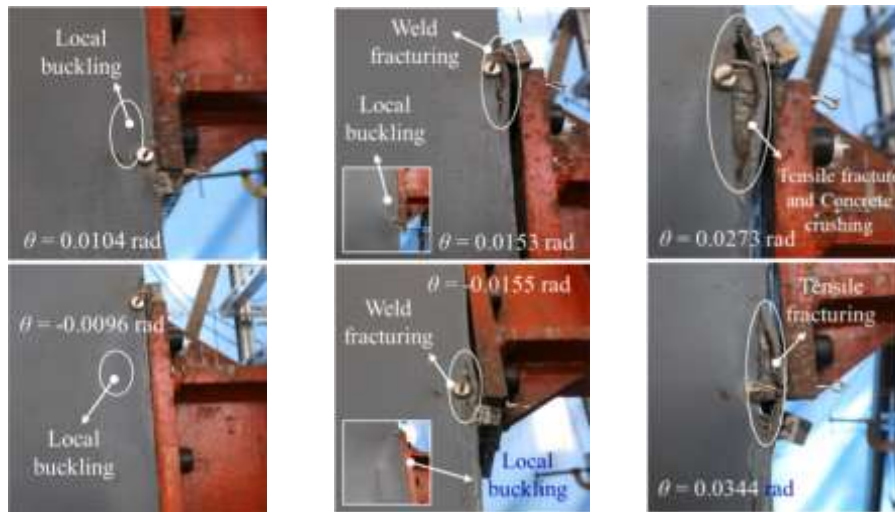 Local
buckling
θ = 0.0104 rad
Weld
fracturing
Local
buckling
θ = 0.0153 rad
Tensile fracture
and Concrete
crushing
θ = 0.0273 rad
θ = -0.0096 rad
Local
buckling
θ = -0.0155 rad
Weld
fracturing
Local
buckling
Tensile
fracturing
θ = 0.0344 rad